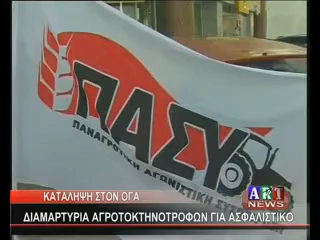 ΠΑΣΥ
ΠΑΝΑΓΡΟΤΙΚΗ ΑΓΩΝΙΣΤΙΚΗ
ART
NEWS
ΚΑΤΑΛΗΨΗ ΣΤΟΝ ΟΓΑ
ΔΙΑΜΑΡΤΥΡΙΑ ΑΓΡΟΤΟΚΤΗΝΟΤΡΟΦΩΝ ΓΙΑ ΑΣΦΑΛΙΣΤΙΚΟ